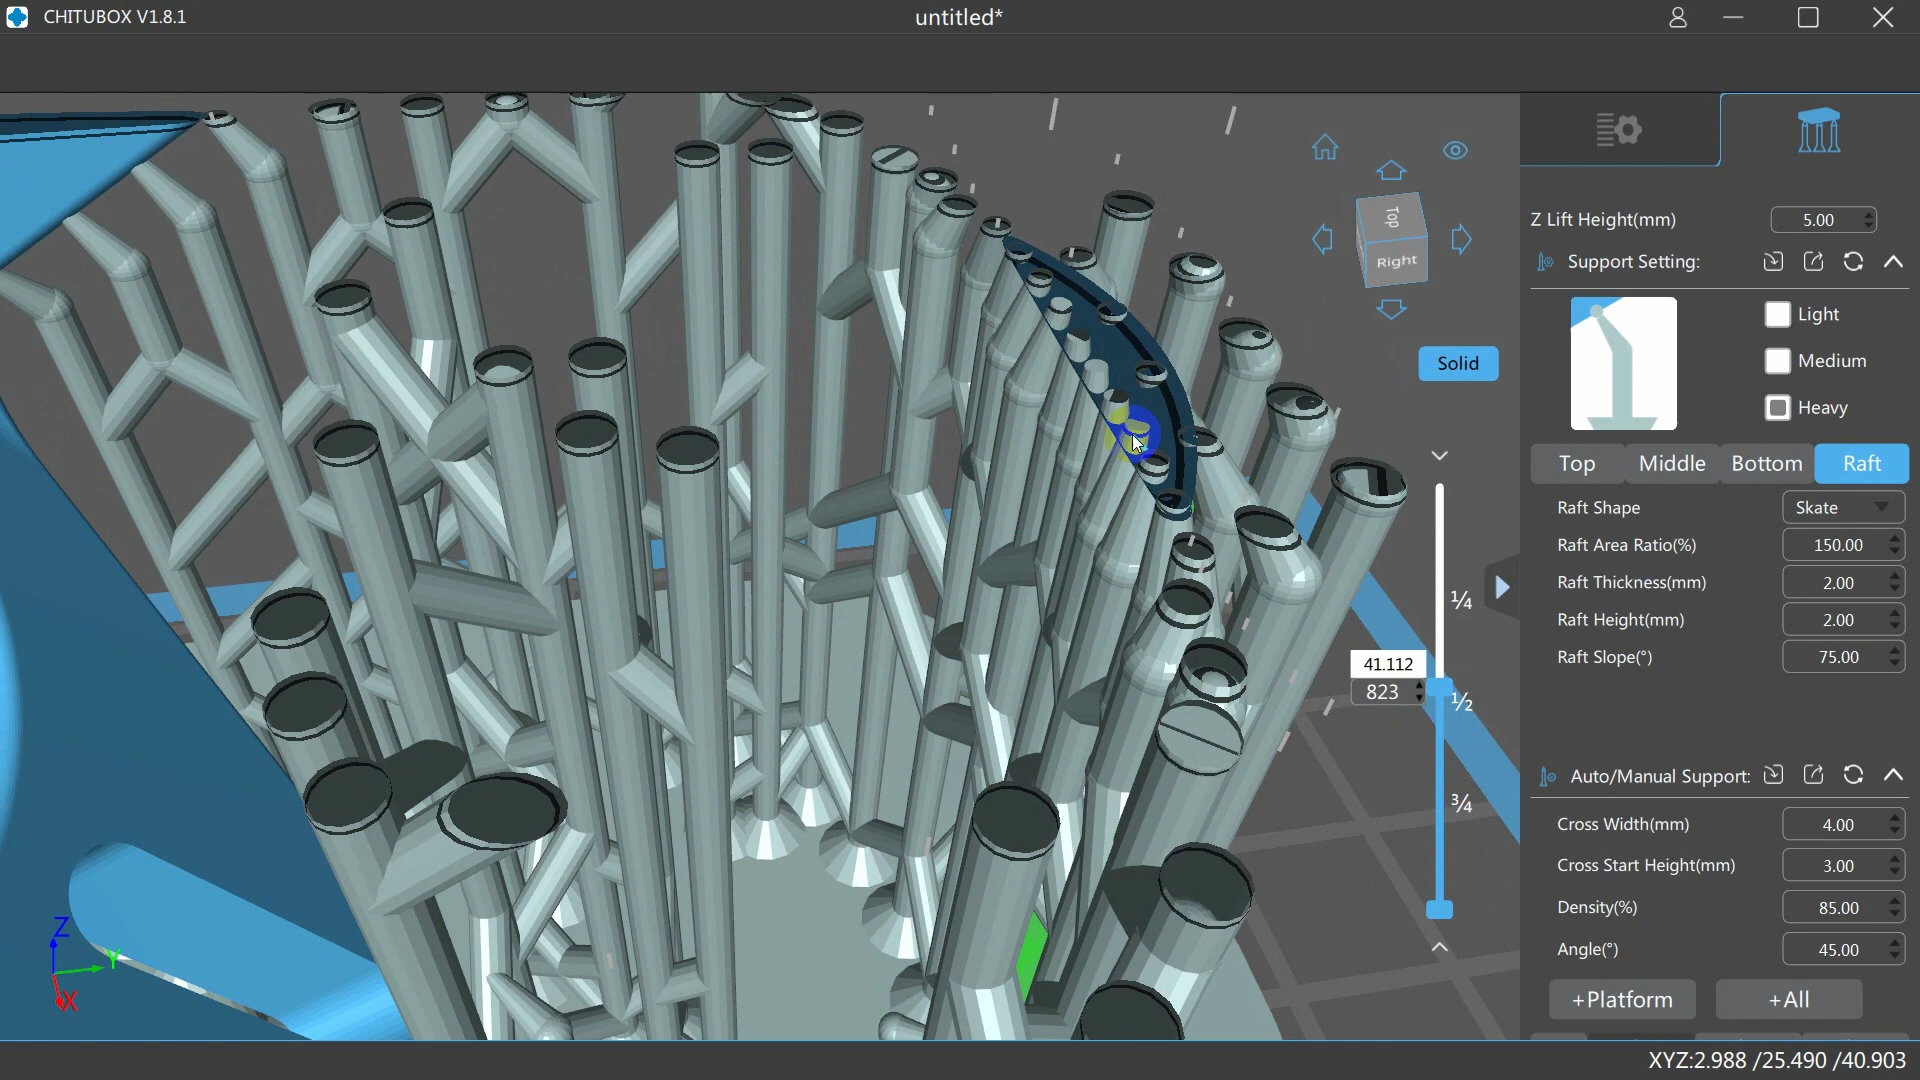 CHITUBOX V1.8.1
untitled*
Z Lift Height(mm)
5.00
Support Setting:
Light
Medium
Heavy
Top
Right
Solid
Top
Middle
Bottom
Raft
Raft Shape
Skate
Raft Area Ratio(%)
150.00
Raft Thickness(mm)
2.00
Raft Height(mm)
2.00
Raft Slope(°)
75.00
¼
41.112
823
½
¾
Auto/Manual Support:
Cross Width(mm)
4.00
Cross Start Height(mm)
3.00
Density(%)
85.00
Angle(°)
45.00
+Platform
+All
Z
Y
X
XYZ:2.988 /25.490 /40.903